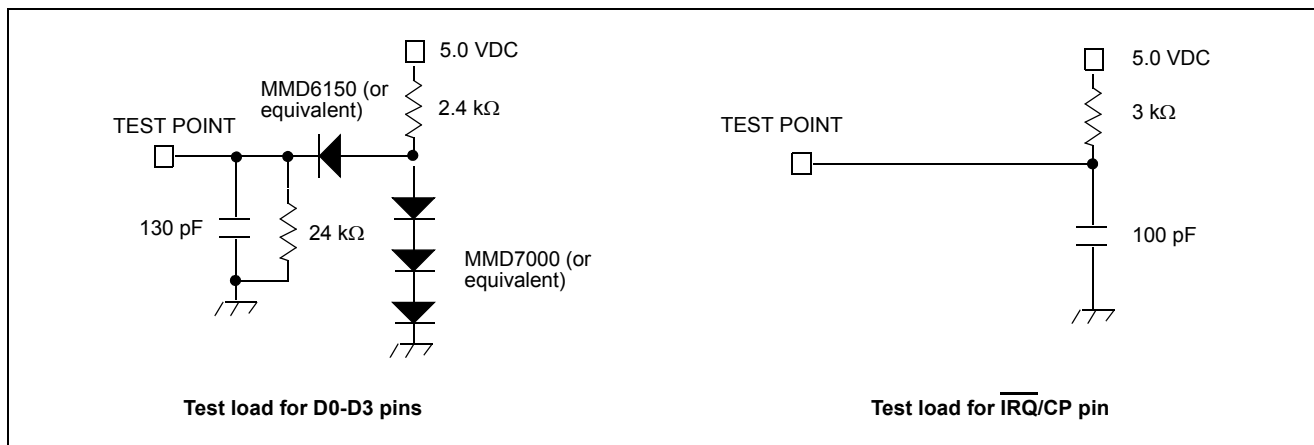 5.0 VDC
MMD6150 (or
equivalent)
2.4 kΩ
TEST POINT
130 pF
24 kΩ
MMD7000 (or
equivalent)
Test load for D0-D3 pins
5.0 VDC
3 kΩ
TEST POINT
100 pF
Test load for I̅R̅Q̅/CP pin